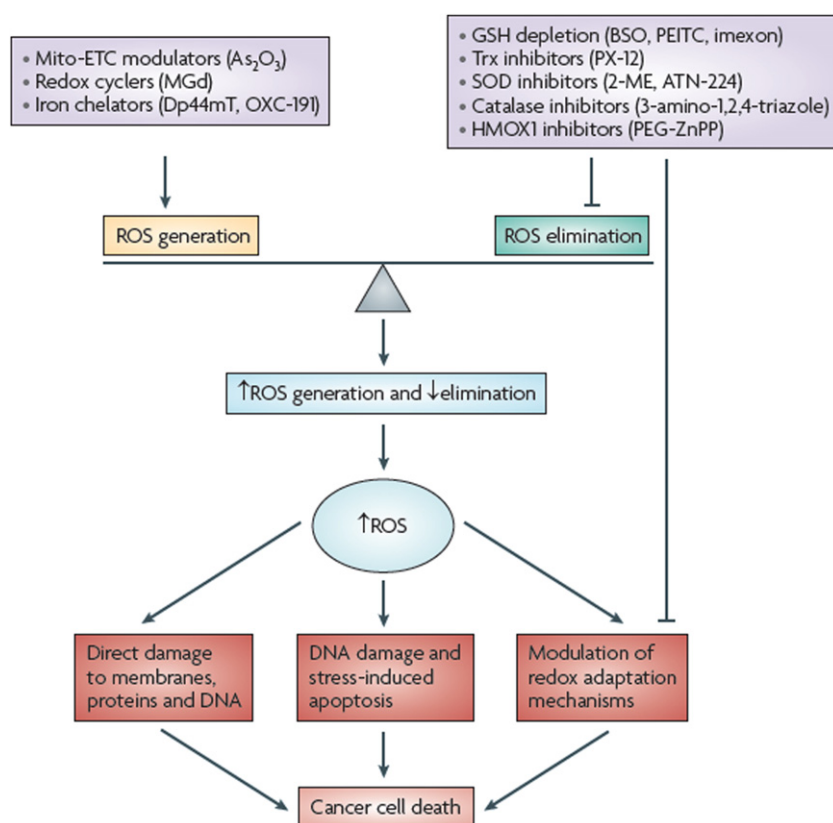 • Mito-ETC modulators (As₂O₃)
• Redox cyclers (MGd)
• Iron chelators (Dp44mT, OXC-191)
• GSH depletion (BSO, PEITC, imexon)
• Trx inhibitors (PX-12)
• SOD inhibitors (2-ME, ATN-224)
• Catalase inhibitors (3-amino-1,2,4-triazole)
• HMOX1 inhibitors (PEG-ZnPP)
ROS generation
ROS elimination
↑ROS generation and ↓elimination
↑ROS
Direct damage
to membranes,
proteins and DNA
DNA damage and
stress-induced
apoptosis
Modulation of
redox adaptation
mechanisms
Cancer cell death